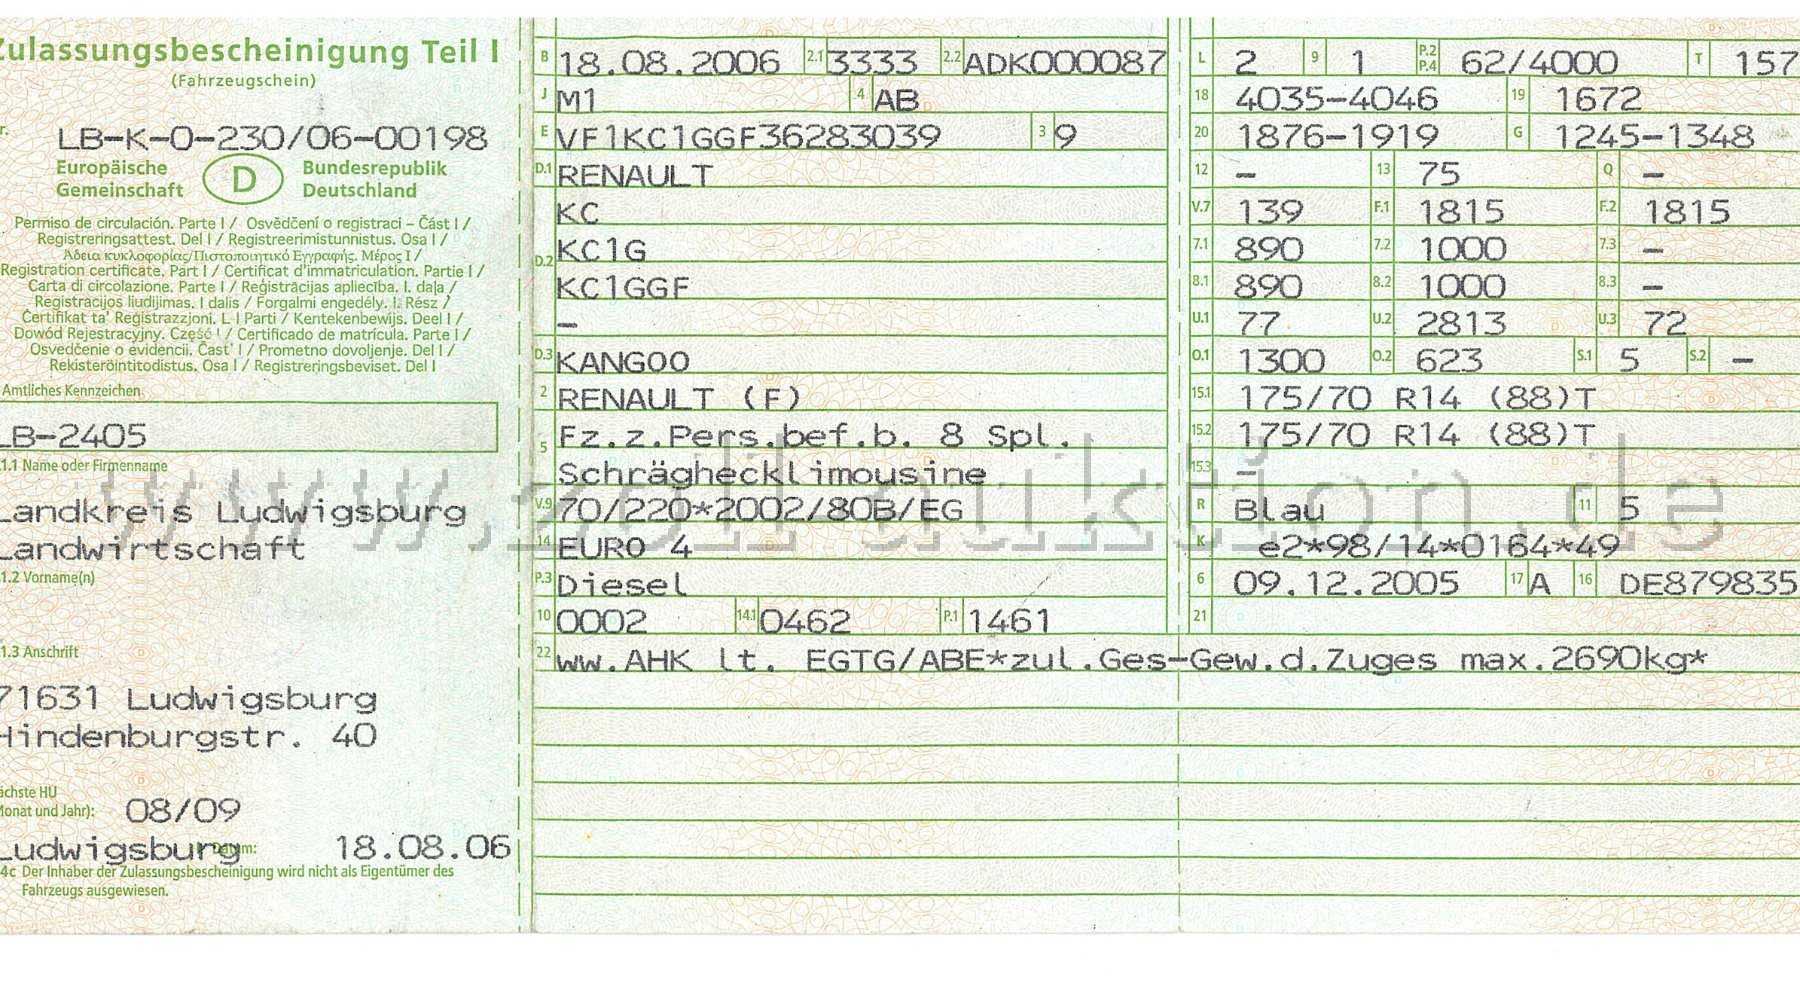 Zulassungsbescheinigung Teil I
(Fahrzeugschein)
r. LB-K-0-230/06-00198
Europäische Gemeinschaft D Bundesrepublik Deutschland
Permiso de circulación. Parte I / Osvědčení o registraci – Část I /
Registreringsattest. Del I / Registreerimistunnistus. Osa I /
Άδεια κυκλοφορίας/Πιστοποιητικό Εγγραφής. Μέρος I /
Registration certificate. Part I / Certificat d'immatriculation. Partie I /
Carta di circolazione. Parte I / Reģistrācijas apliecība. I. daļa /
Registracijos liudijimas. I dalis / Forgalmi engedély. I. Rész /
Ċertifikat ta' Reġistrazzjoni. L-I Parti / Kentekenbewijs. Deel I /
Dowód Rejestracyjny. Część I / Certificado de matrícula. Parte I /
Osvedčenie o evidencii. Časť I / Prometno dovoljenje. Del I /
Rekisteröintitodistus. Osa I / Registreringsbeviset. Del I
Amtliches Kennzeichen
LB-2405
.1.1 Name oder Firmenname
Landkreis Ludwigsburg
Landwirtschaft
.1.2 Vorname(n)
.1.3 Anschrift
71631 Ludwigsburg
Hindenburgstr. 40
ächste HU
Monat und Jahr): 08/09
Ludwigsburg Datum: 18.08.06
4c Der Inhaber der Zulassungsbescheinigung wird nicht als Eigentümer des
Fahrzeugs ausgewiesen.
B 18.08.2006 2.1 3333 2.2 ADK000087
J M1 4 AB
E VF1KC1GGF36283039 3 9
D.1 RENAULT
KC
D.2 KC1G
KC1GGF
–
D.3 KANGOO
2 RENAULT (F)
5 Fz.z.Pers.bef.b. 8 Spl.
Schräghecklimousine
V.9 70/220*2002/80B/EG
14 EURO 4
P.3 Diesel
10 0002 14.1 0462 P.1 1461
22 ww.AHK lt. EGTG/ABE*zul.Ges-Gew.d.Zuges max.2690kg*
L 2 9 1 P.2 P.4 62/4000 T 157
18 4035-4046 19 1672
20 1876-1919 G 1245-1348
12 – 13 75 Q –
V.7 139 F.1 1815 F.2 1815
7.1 890 7.2 1000 7.3 –
8.1 890 8.2 1000 8.3 –
U.1 77 U.2 2813 U.3 72
O.1 1300 O.2 623 S.1 5 S.2 –
15.1 175/70 R14 (88)T
15.2 175/70 R14 (88)T
15.3 –
R Blau 11 5
K e2*98/14*0164*49
6 09.12.2005 17 A 16 DE879835
21
www.zoll-auktion.de